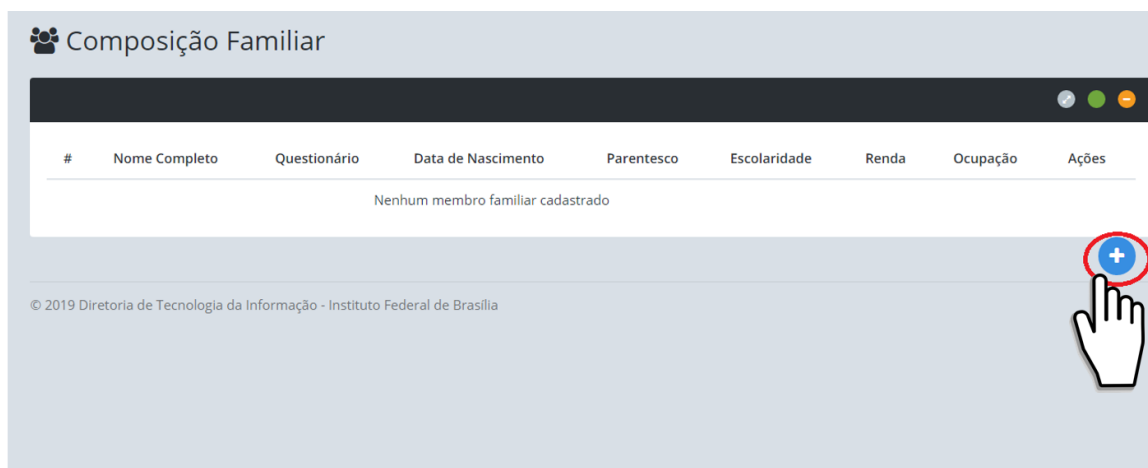 Composição Familiar
# Nome Completo Questionário Data de Nascimento Parentesco Escolaridade Renda Ocupação Ações
Nenhum membro familiar cadastrado
© 2019 Diretoria de Tecnologia da Informação - Instituto Federal de Brasília